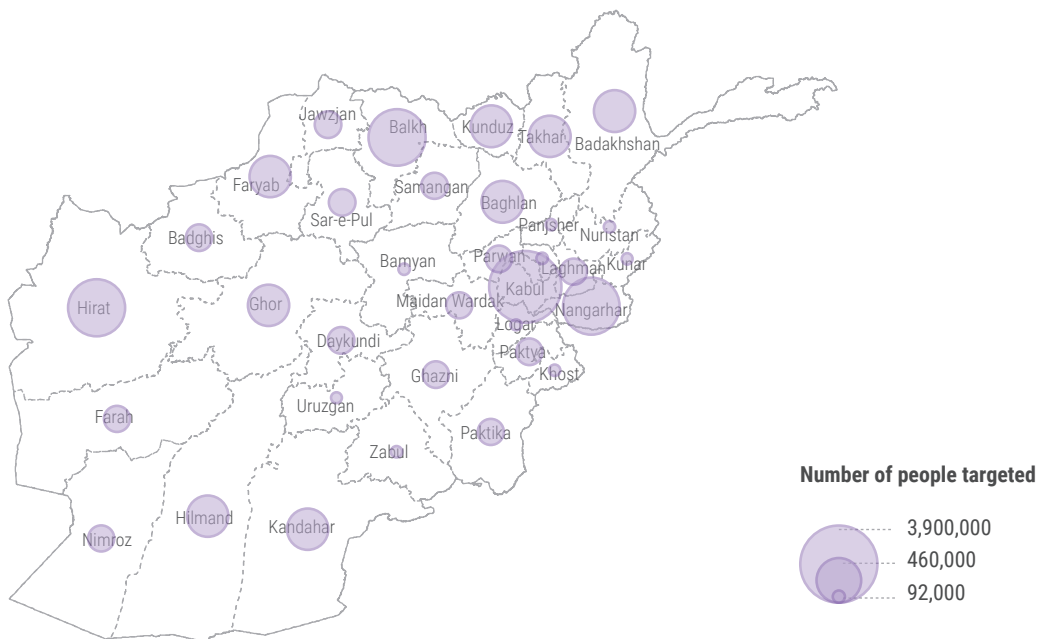 Jawzjan
Balkh
Kunduz
Takhar
Badakhshan
Faryab
Samangan
Sar-e-Pul
Baghlan
Panjsher
Nuristan
Badghis
Bamyan
Parwan
Laghman
Kunar
Hirat
Ghor
Maidan Wardak
Kabul
Nangarhar
Logar
Daykundi
Paktya
Ghazni
Khost
Uruzgan
Farah
Paktika
Zabul
Number of people targeted
Hilmand
Kandahar
Nimroz
3,900,000
460,000
92,000